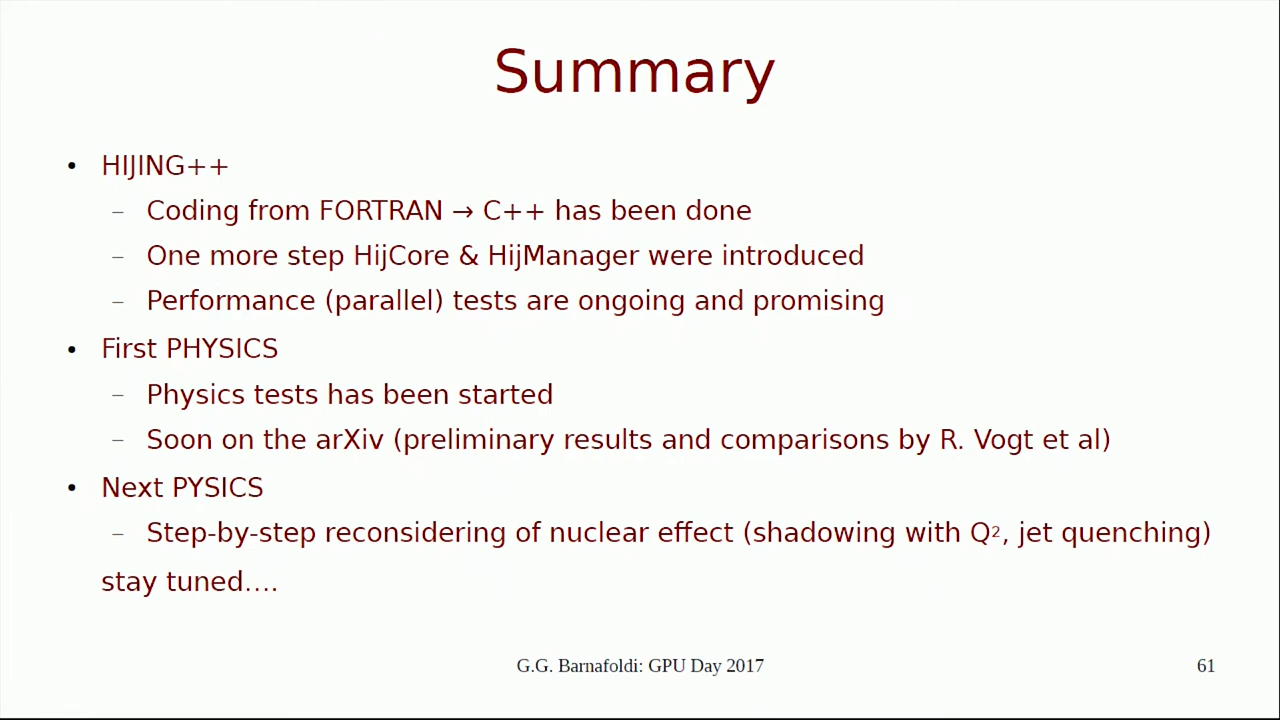 Summary
• HIJING++
– Coding from FORTRAN → C++ has been done
– One more step HijCore & HijManager were introduced
– Performance (parallel) tests are ongoing and promising
• First PHYSICS
– Physics tests has been started
– Soon on the arXiv (preliminary results and comparisons by R. Vogt et al)
• Next PYSICS
– Step-by-step reconsidering of nuclear effect (shadowing with Q², jet quenching)
stay tuned….
G.G. Barnafoldi: GPU Day 2017
61